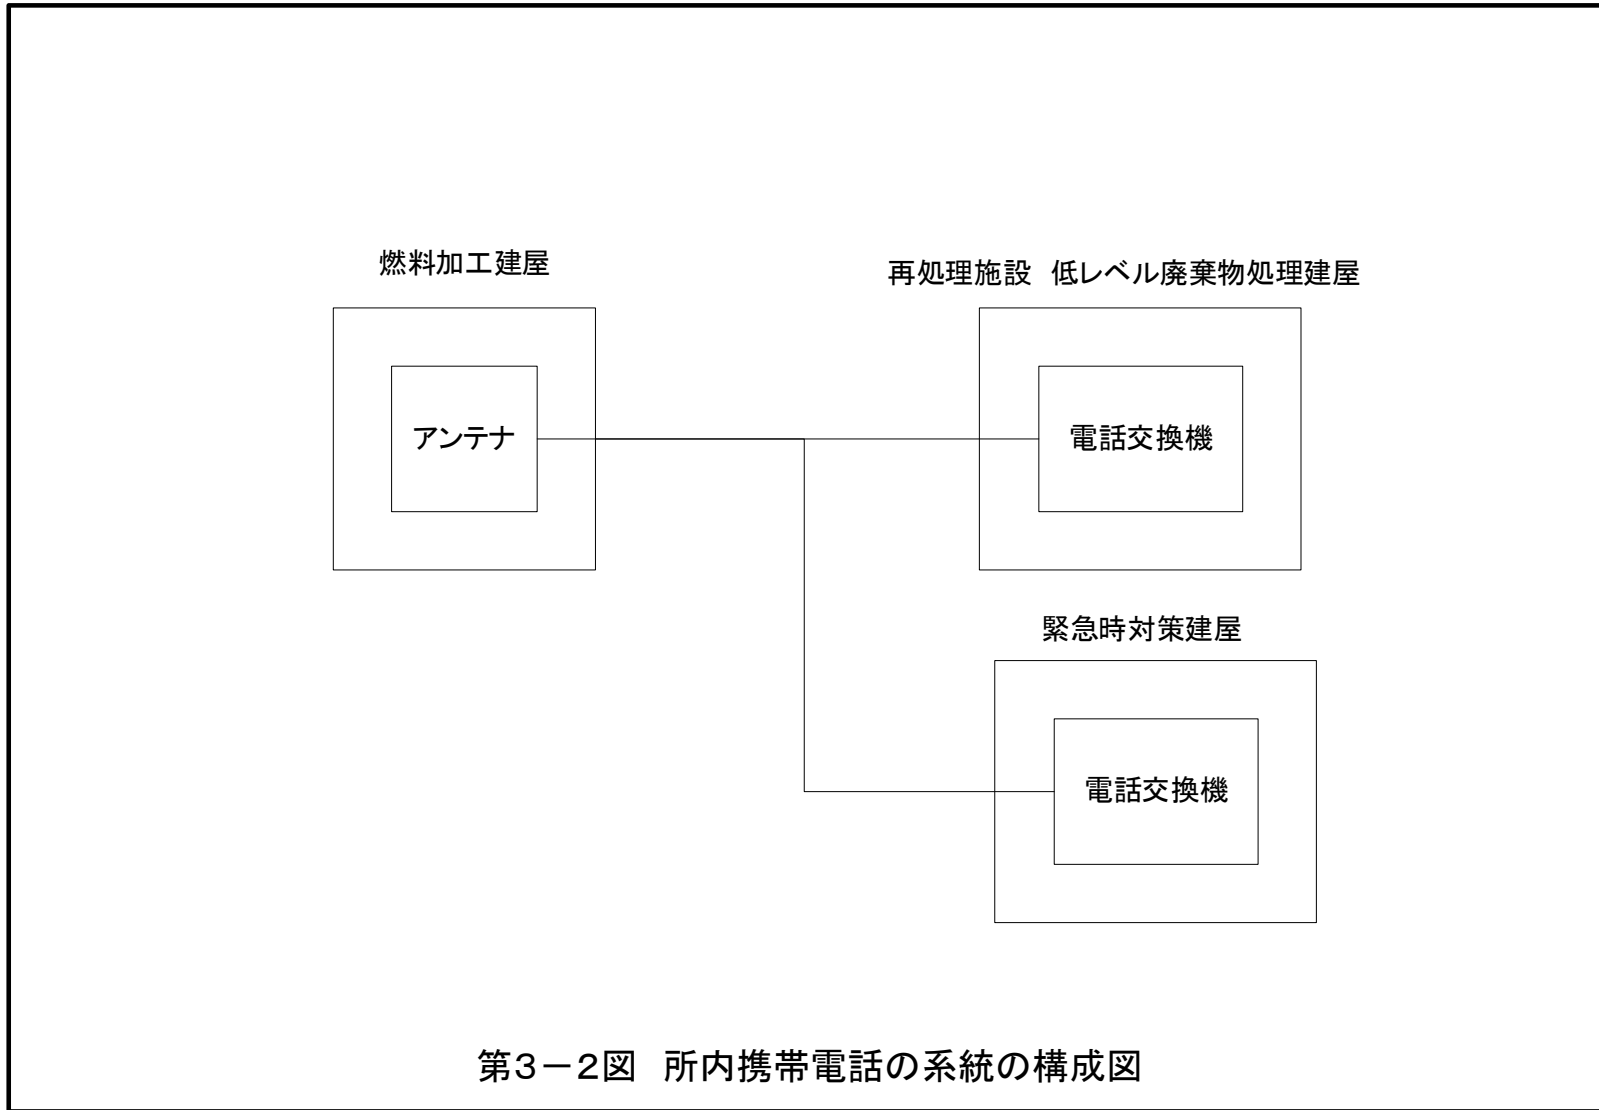 燃料加工建屋
再処理施設 低レベル廃棄物処理建屋
アンテナ
電話交換機
緊急時対策建屋
電話交換機
第3-2図 所内携帯電話の系統の構成図